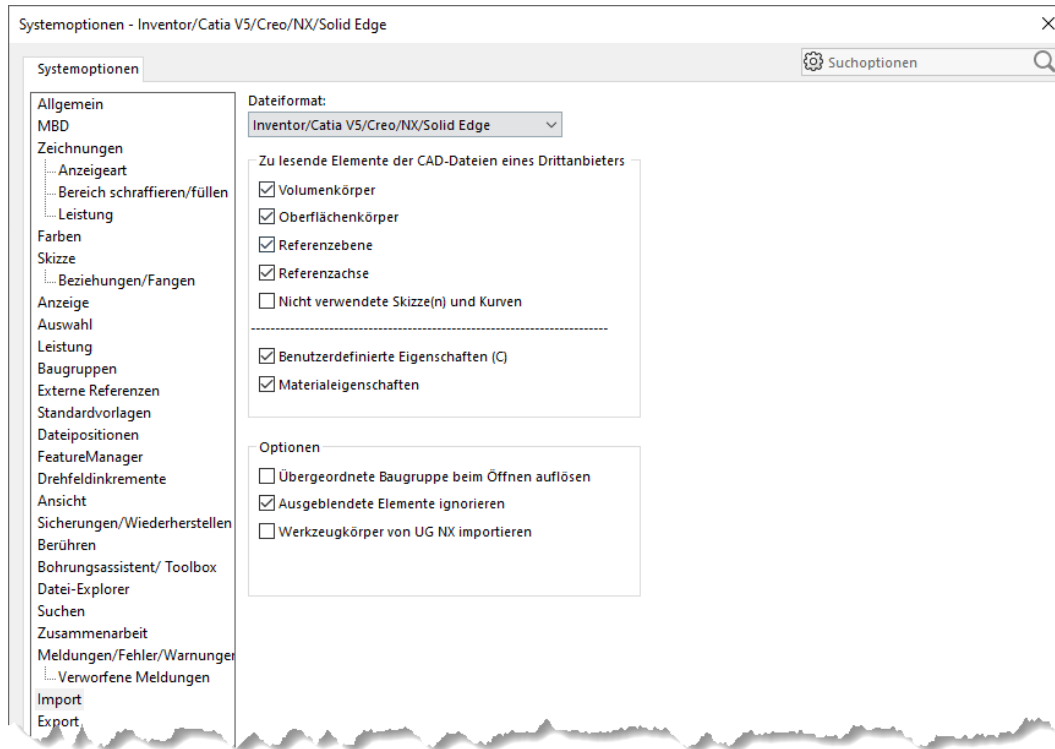 Systemoptionen - Inventor/Catia V5/Creo/NX/Solid Edge
Systemoptionen
Suchoptionen
Allgemein
MBD
Zeichnungen
Anzeigeart
Bereich schraffieren/füllen
Leistung
Farben
Skizze
Beziehungen/Fangen
Anzeige
Auswahl
Leistung
Baugruppen
Externe Referenzen
Standardvorlagen
Dateipositionen
FeatureManager
Drehfeldinkremente
Ansicht
Sicherungen/Wiederherstellen
Berühren
Bohrungsassistent/ Toolbox
Datei-Explorer
Suchen
Zusammenarbeit
Meldungen/Fehler/Warnunger
Verworfene Meldungen
Import
Export
Dateiformat:
Inventor/Catia V5/Creo/NX/Solid Edge
Zu lesende Elemente der CAD-Dateien eines Drittanbieters
Volumenkörper
Oberflächenkörper
Referenzebene
Referenzachse
Nicht verwendete Skizze(n) und Kurven
Benutzerdefinierte Eigenschaften (C)
Materialeigenschaften
Optionen
Übergeordnete Baugruppe beim Öffnen auflösen
Ausgeblendete Elemente ignorieren
Werkzeugkörper von UG NX importieren